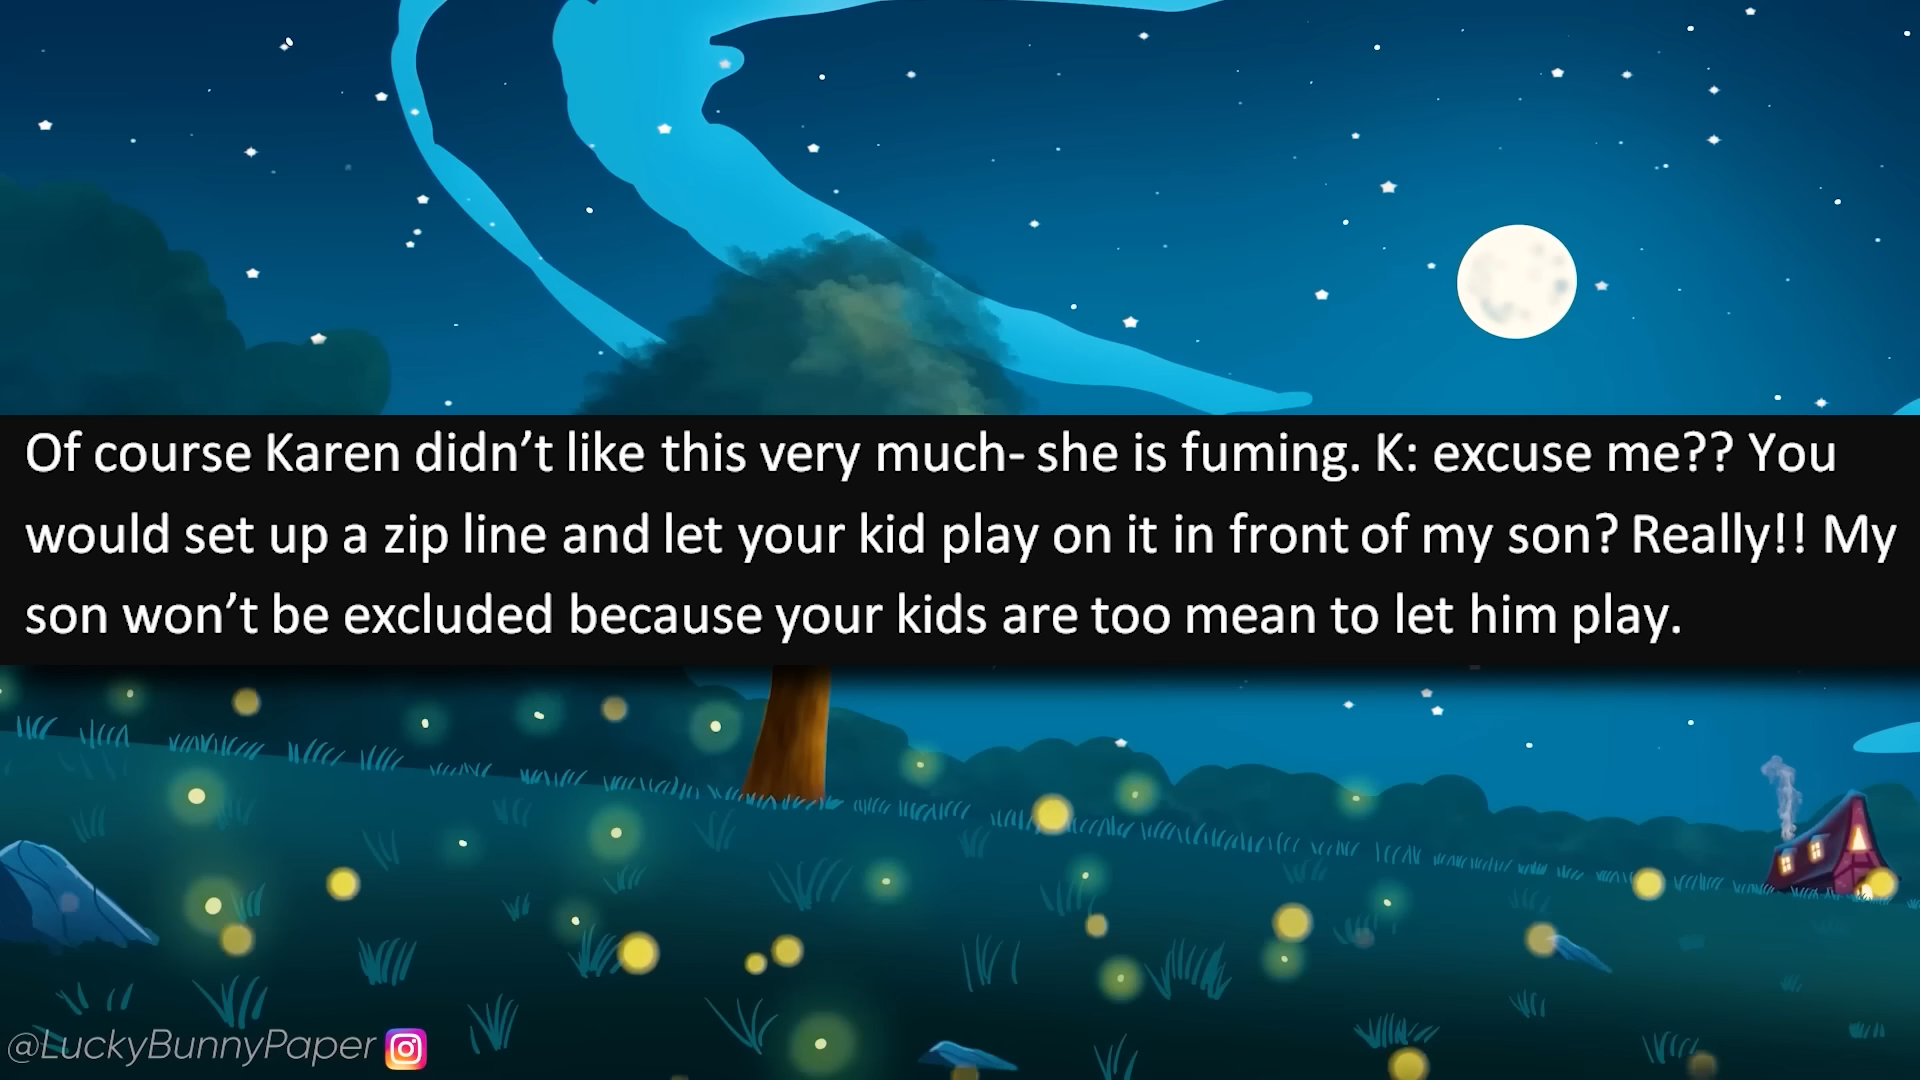 Of course Karen didn’t like this very much- she is fuming. K: excuse me?? You
would set up a zip line and let your kid play on it in front of my son? Really!! My
son won’t be excluded because your kids are too mean to let him play.
@LuckyBunnyPaper